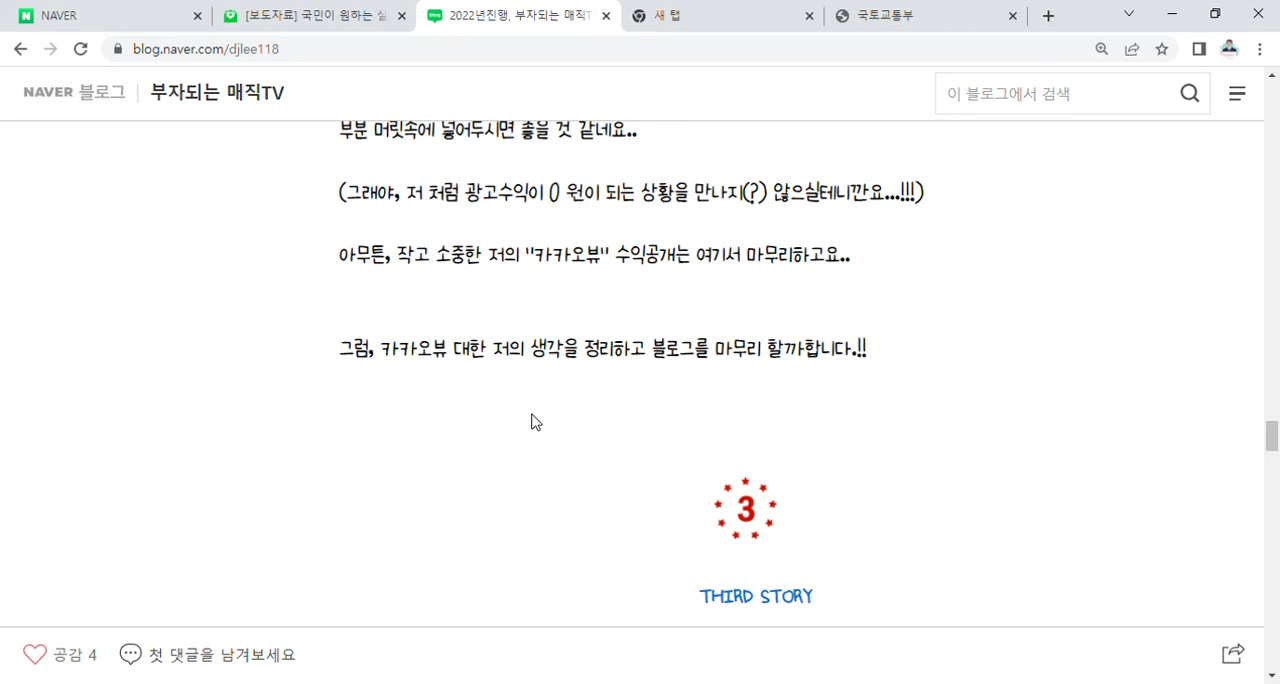 NAVER
[보도자료] 국민이 원하는 실
2022년진행, 부자되는 매직T
새 탭
국토교통부
blog.naver.com/djlee118
NAVER 블로그 부자되는 매직TV
이 블로그에서 검색
부분 머릿속에 넣어두시면 좋을 것 같네요..
(그래야, 저 처럼 광고수익이 0 원이 되는 상황을 만나지(?) 않으실테니깐요...!!!)
아무튼, 작고 소중한 저의 "카카오뷰" 수익공개는 여기서 마무리하고요..
그럼, 카카오뷰 대한 저의 생각을 정리하고 블로그를 마무리 할까합니다.!!
3
THIRD STORY
공감 4 첫 댓글을 남겨보세요